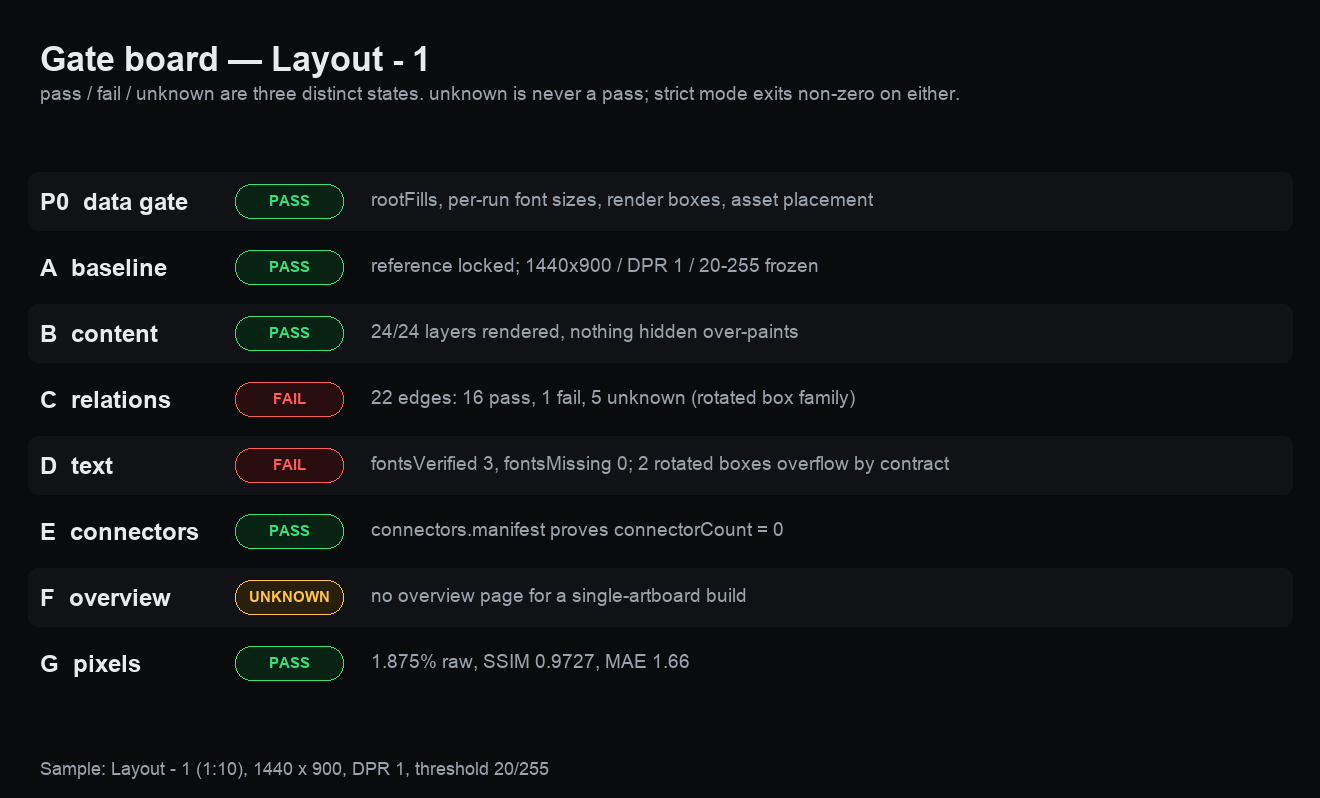 Gate board — Layout - 1
pass / fail / unknown are three distinct states. unknown is never a pass; strict mode exits non-zero on either.
P0 data gate PASS rootFills, per-run font sizes, render boxes, asset placement
A baseline PASS reference locked; 1440x900 / DPR 1 / 20-255 frozen
B content PASS 24/24 layers rendered, nothing hidden over-paints
C relations FAIL 22 edges: 16 pass, 1 fail, 5 unknown (rotated box family)
D text FAIL fontsVerified 3, fontsMissing 0; 2 rotated boxes overflow by contract
E connectors PASS connectors.manifest proves connectorCount = 0
F overview UNKNOWN no overview page for a single-artboard build
G pixels PASS 1.875% raw, SSIM 0.9727, MAE 1.66
Sample: Layout - 1 (1:10), 1440 x 900, DPR 1, threshold 20/255